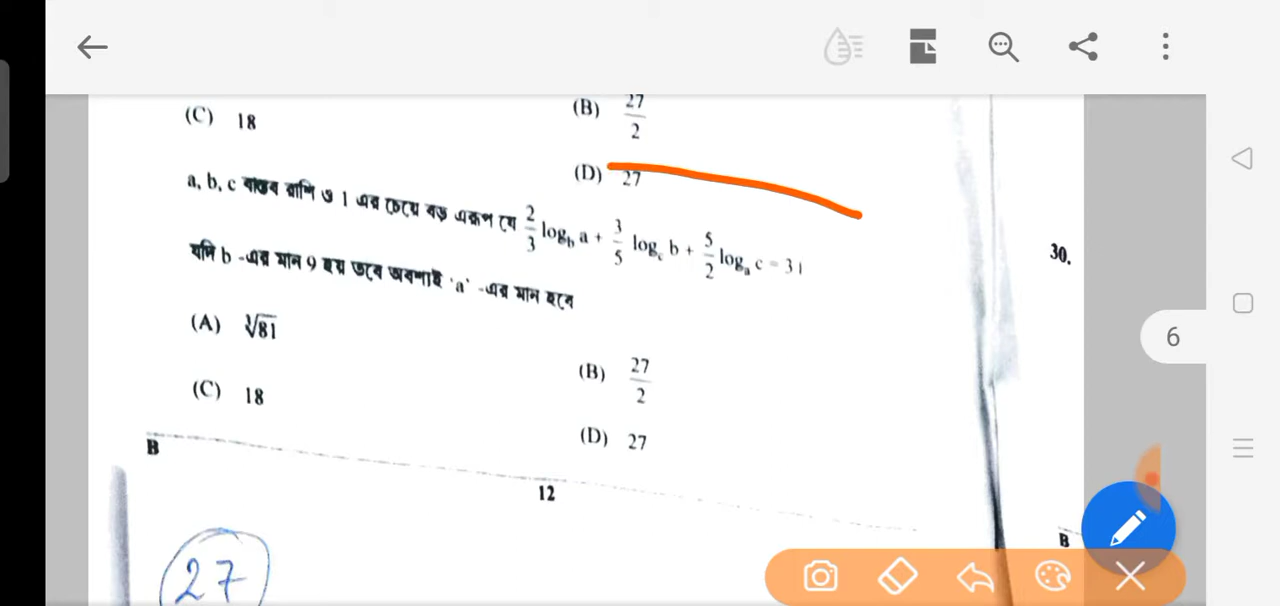 (C) 18
(B) 27/2
(D) 27
a, b, c বাস্তব রাশি ও 1 এর চেয়ে বড় এরূপ যে 2/3 log_b a + 3/5 log_c b + 5/2 log_a c = 3।
যদি b -এর মান 9 হয় তবে অবশ্যই 'a' -এর মান হবে
(A) ∛81
(B) 27/2
(C) 18
(D) 27
B
12
30.
6
B
27